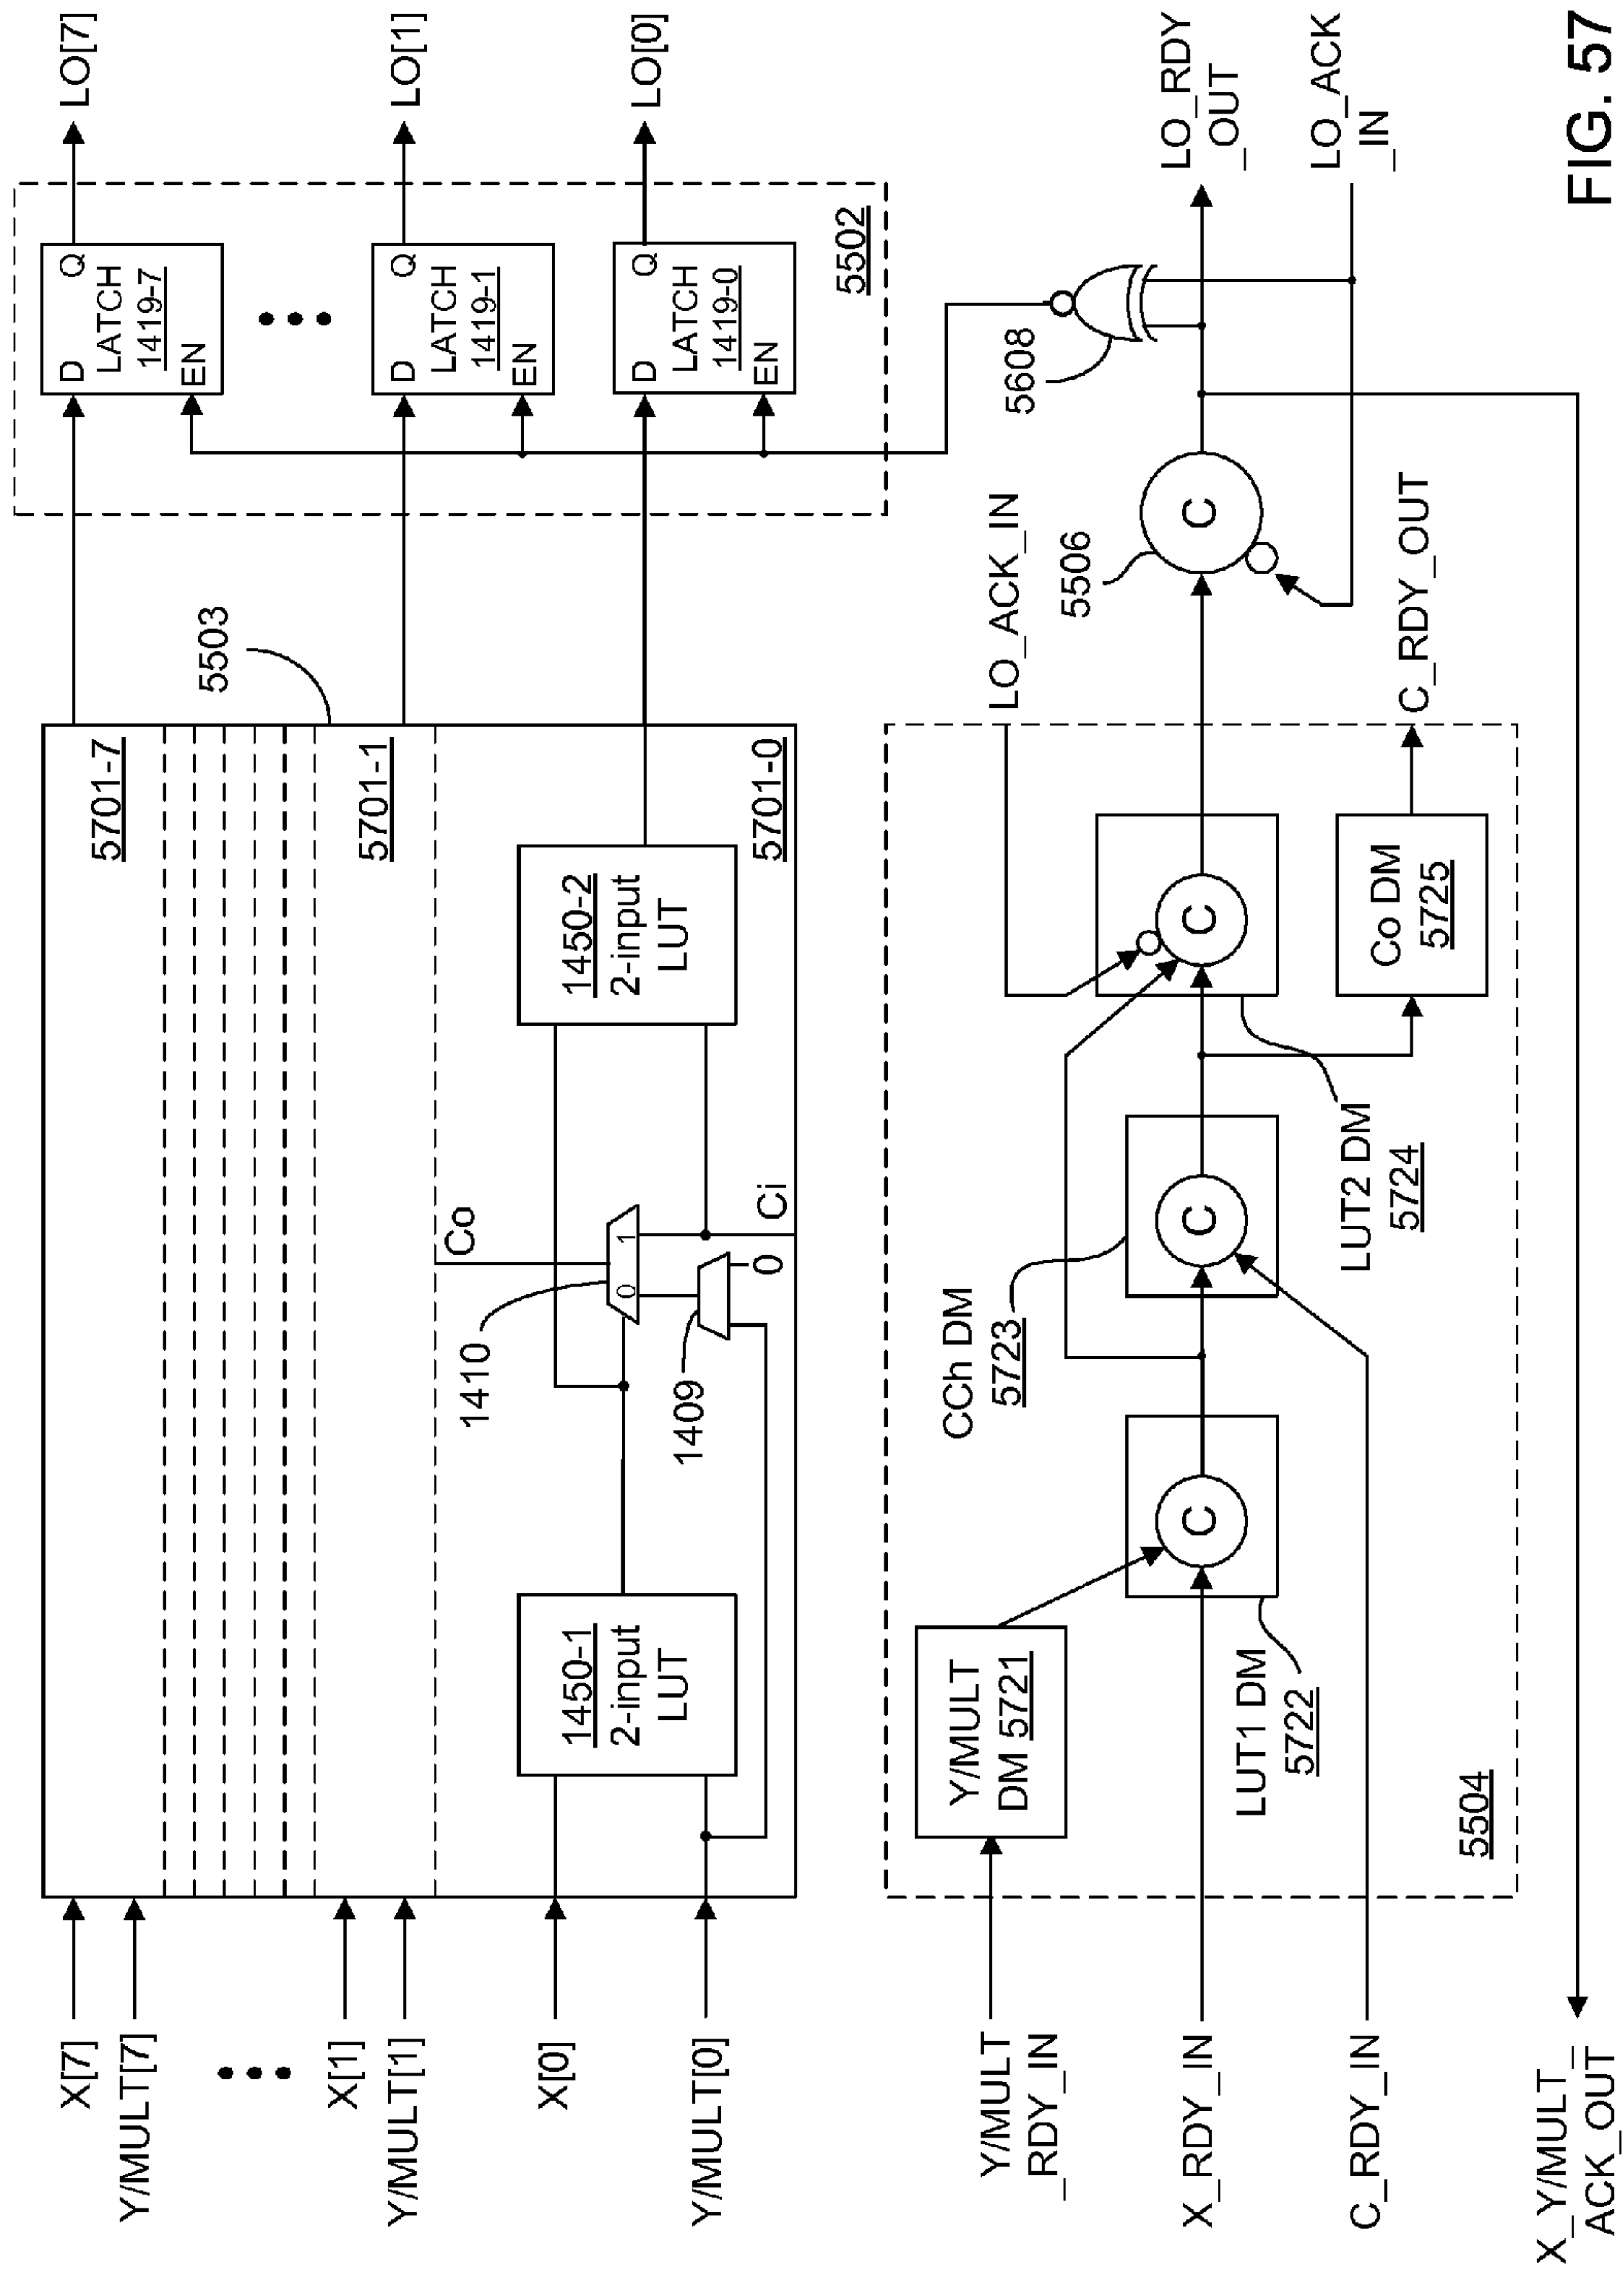 X[7]
Y/MULT[7]
X[1]
Y/MULT[1]
X[0]
Y/MULT[0]
5701-7
5701-1
5701-0
5503
1450-1
2-input
LUT
1450-2
2-input
LUT
1410
1409
0
1
0
Co
Ci
D
Q
LATCH
1419-7
EN
D
Q
LATCH
1419-1
EN
D
Q
LATCH
1419-0
EN
5502
LO[7]
LO[1]
LO[0]
Y/MULT
_RDY_IN
X_RDY_IN
C_RDY_IN
X_Y/MULT_
ACK_OUT
Y/MULT
DM 5721
C
LUT1 DM
5722
CCh DM
5723
C
C
LUT2 DM
5724
Co DM
5725
5504
LO_ACK_IN
C_RDY_OUT
5506
C
5608
LO_RDY
_OUT
LO_ACK
_IN
FIG. 57